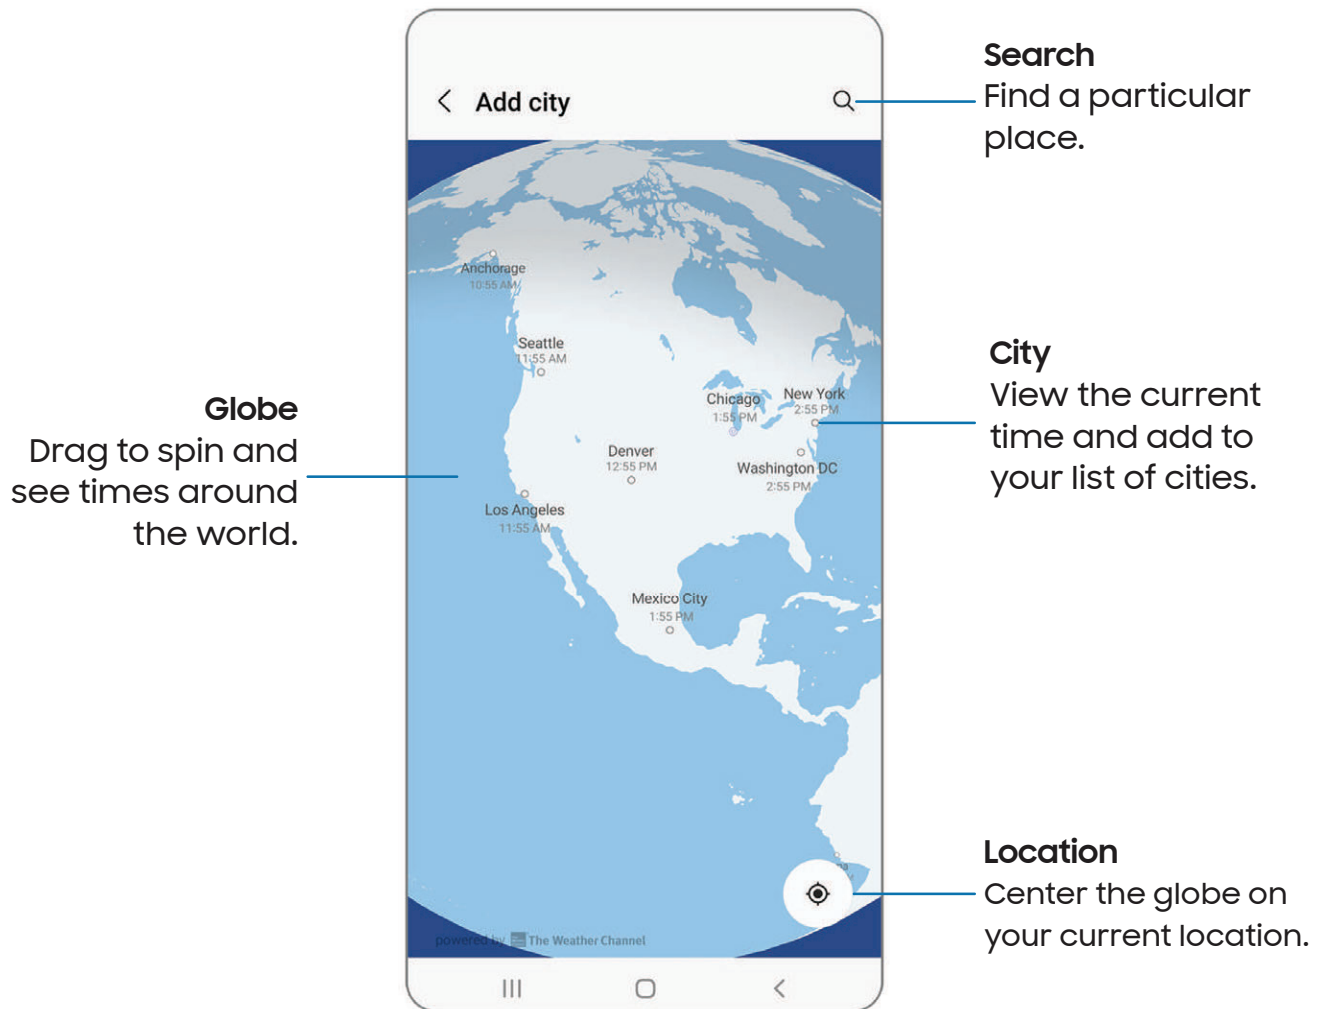 Add city
Search
Find a particular
place.
Anchorage
10:55 AM
Seattle
11:55 AM
City
View the current
time and add to
your list of cities.
Chicago
1:55 PM
New York
2:55 PM
Globe
Drag to spin and
see times around
the world.
Denver
12:55 PM
Washington DC
2:55 PM
Los Angeles
11:55 AM
Mexico City
1:55 PM
Location
Center the globe on
your current location.
powered by The Weather Channel